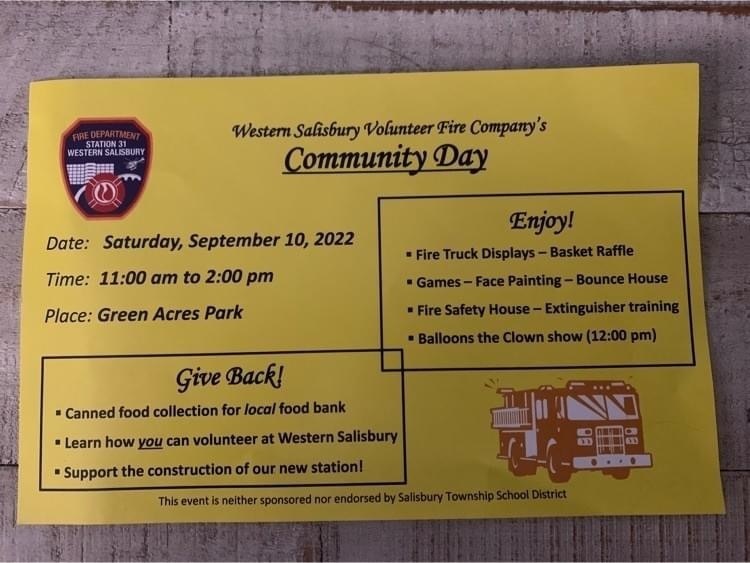 FIRE DEPARTMENT
STATION 31
WESTERN SALISBURY
Western Salisbury Volunteer Fire Company's
Community Day
Date: Saturday, September 10, 2022
Time: 11:00 am to 2:00 pm
Place: Green Acres Park
Enjoy!
▪ Fire Truck Displays – Basket Raffle
▪ Games – Face Painting – Bounce House
▪ Fire Safety House – Extinguisher training
▪ Balloons the Clown show (12:00 pm)
Give Back!
▪ Canned food collection for local food bank
▪ Learn how you can volunteer at Western Salisbury
▪ Support the construction of our new station!
This event is neither sponsored nor endorsed by Salisbury Township School District